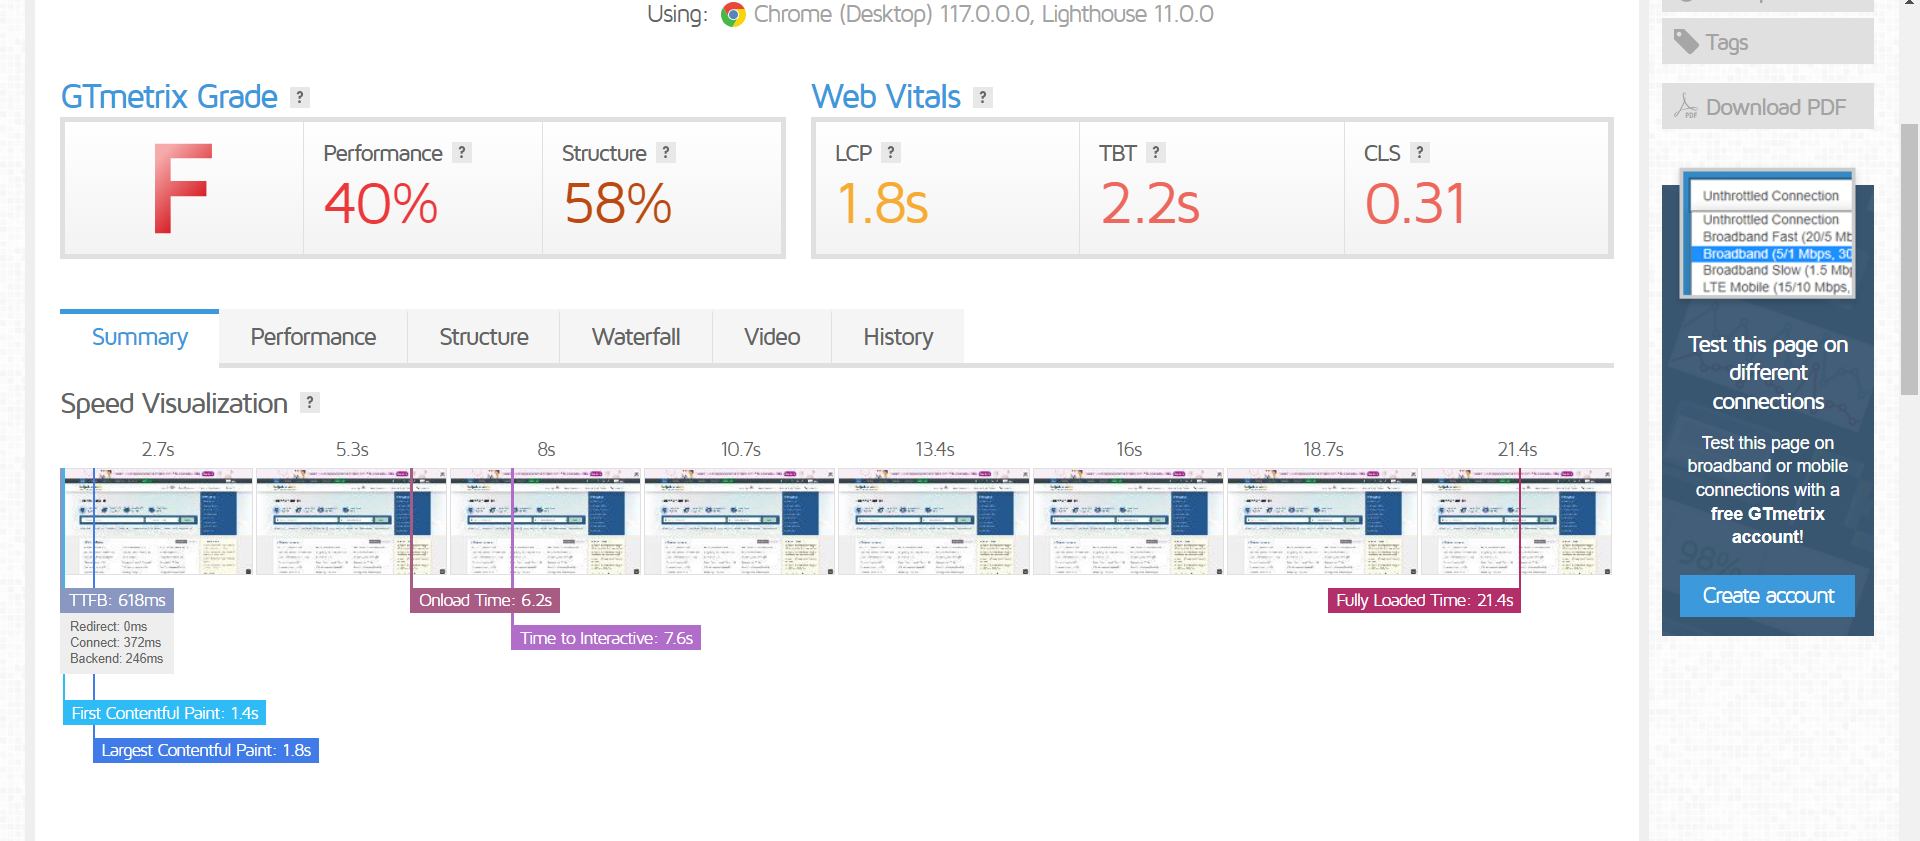 Using: Chrome (Desktop) 117.0.0.0, Lighthouse 11.0.0
Tags
Download PDF
GTmetrix Grade ?
Web Vitals ?
F
Performance ?
40%
Structure ?
58%
LCP ?
1.8s
TBT ?
2.2s
CLS ?
0.31
Unthrottled Connection
Unthrottled Connection
Broadband Fast (20/5 Mb
Broadband (5/1 Mbps, 30
Broadband Slow (1.5 Mbp
LTE Mobile (15/10 Mbps,
Test this page on
different
connections
Test this page on
broadband or mobile
connections with a
free GTmetrix
account!
Create account
Summary Performance Structure Waterfall Video History
Speed Visualization ?
2.7s 5.3s 8s 10.7s 13.4s 16s 18.7s 21.4s
TTFB: 618ms
Redirect: 0ms
Connect: 372ms
Backend: 246ms
Onload Time: 6.2s
Time to Interactive: 7.6s
Fully Loaded Time: 21.4s
First Contentful Paint: 1.4s
Largest Contentful Paint: 1.8s